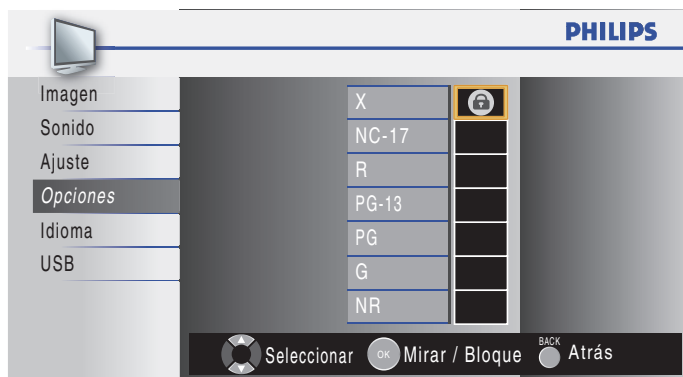 PHILIPS
Imagen
Sonido
Ajuste
Opciones
Idioma
USB
X
NC-17
R
PG-13
PG
G
NR
Seleccionar OK Mirar / Bloque BACK Atrás